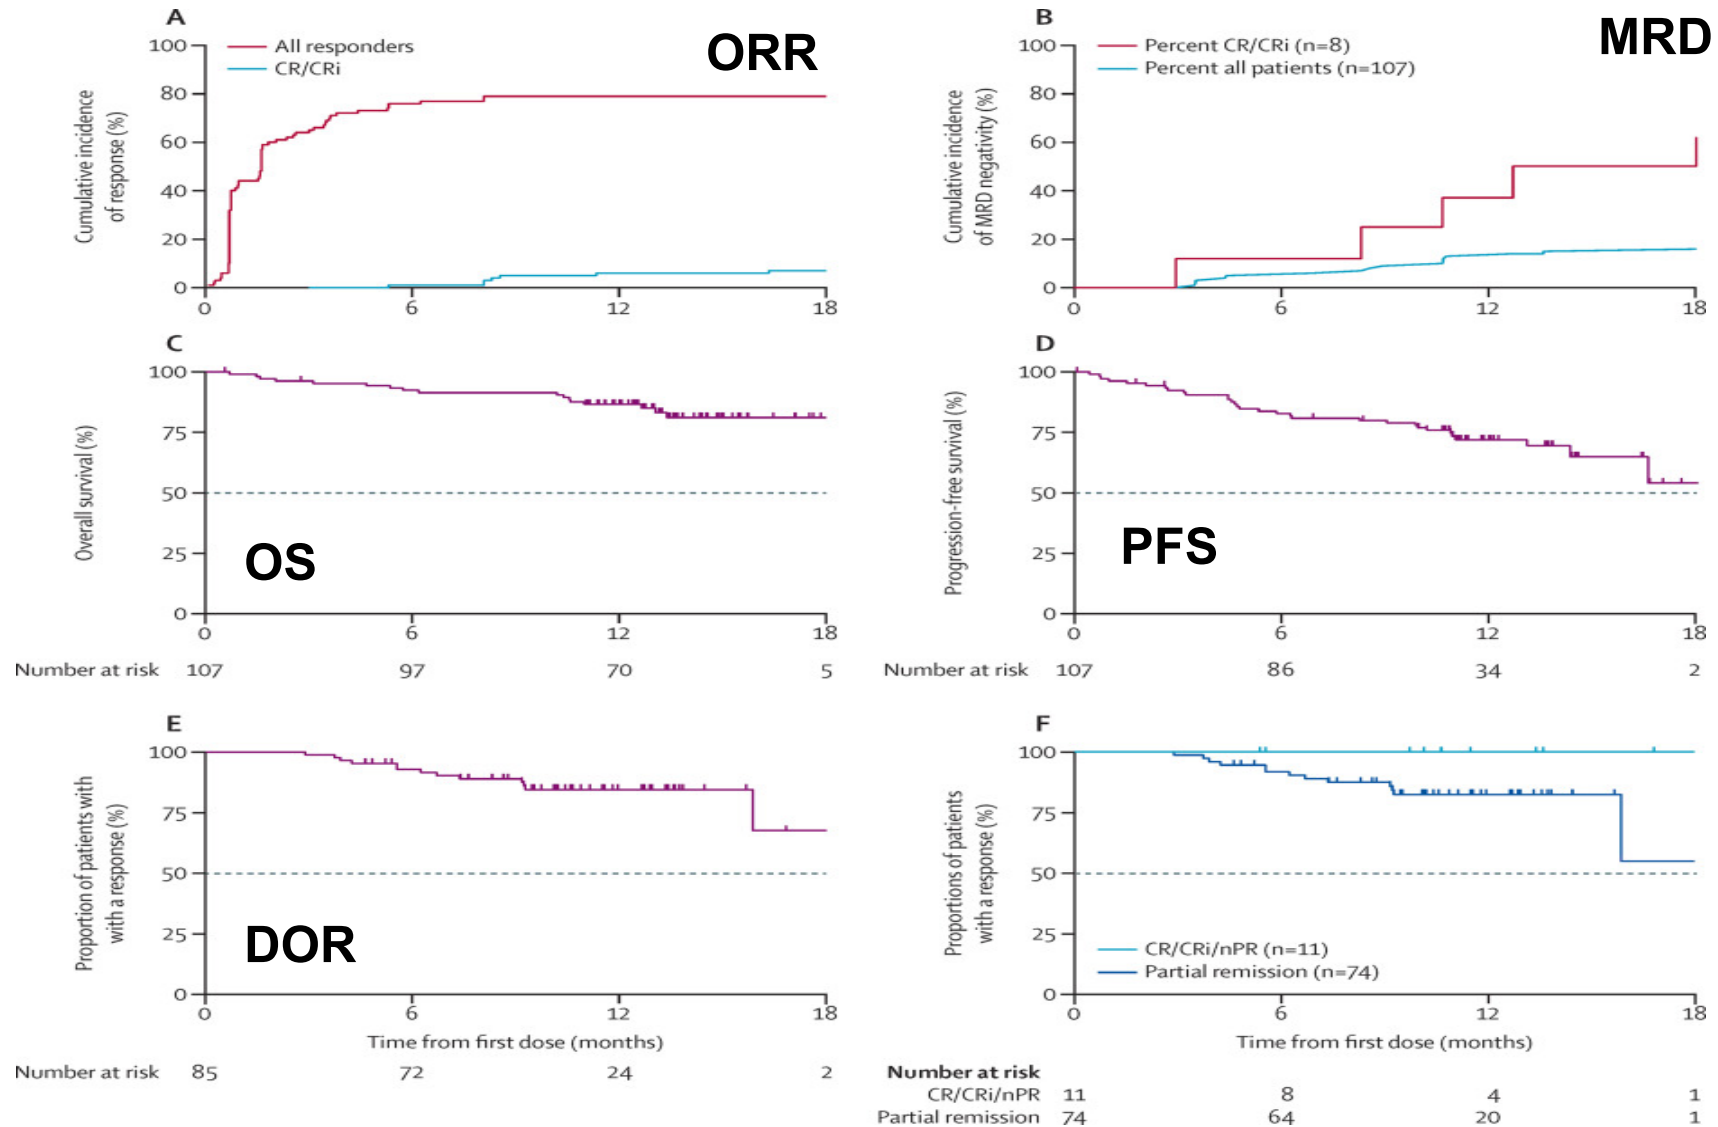 A
ORR
All responders
CR/CRi
Cumulative incidence
of response (%)
100
80
60
40
20
0
0 6 12 18
B
MRD
Percent CR/CRi (n=8)
Percent all patients (n=107)
Cumulative incidence
of MRD negativity (%)
100
80
60
40
20
0
0 6 12 18
C
Overall survival (%)
100
75
50
25
0
OS
0 6 12 18
Number at risk 107 97 70 5
D
Progression-free survival (%)
100
75
50
25
0
PFS
0 6 12 18
Number at risk 107 86 34 2
E
Proportion of patients with
with a response (%)
100
75
50
25
0
DOR
0 6 12 18
Time from first dose (months)
Number at risk 85 72 24 2
F
Proportions of patients
with a response (%)
100
75
50
25
0
CR/CRi/nPR (n=11)
Partial remission (n=74)
0 6 12 18
Time from first dose (months)
Number at risk
CR/CRi/nPR 11 8 4 1
Partial remission 74 64 20 1